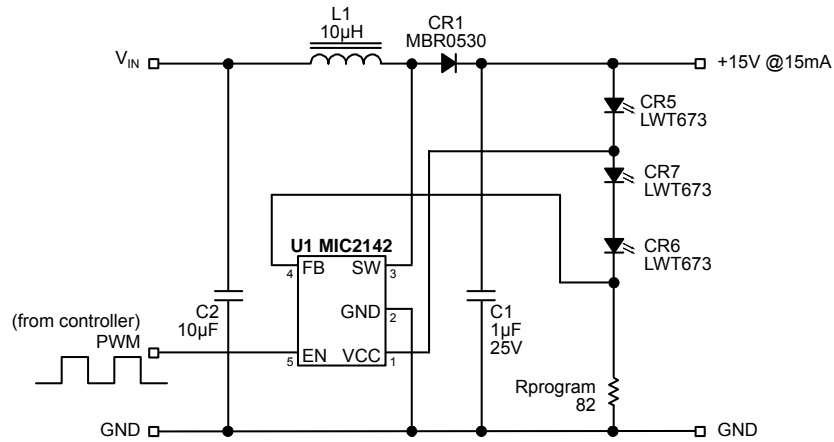 L1
10µH
CR1
MBR0530
VIN
+15V @15mA
CR5
LWT673
CR7
LWT673
U1 MIC2142
4 FB SW 3
CR6
LWT673
GND 2
C2
10µF
C1
1µF
25V
(from controller)
PWM
5 EN VCC 1
Rprogram
82
GND
GND